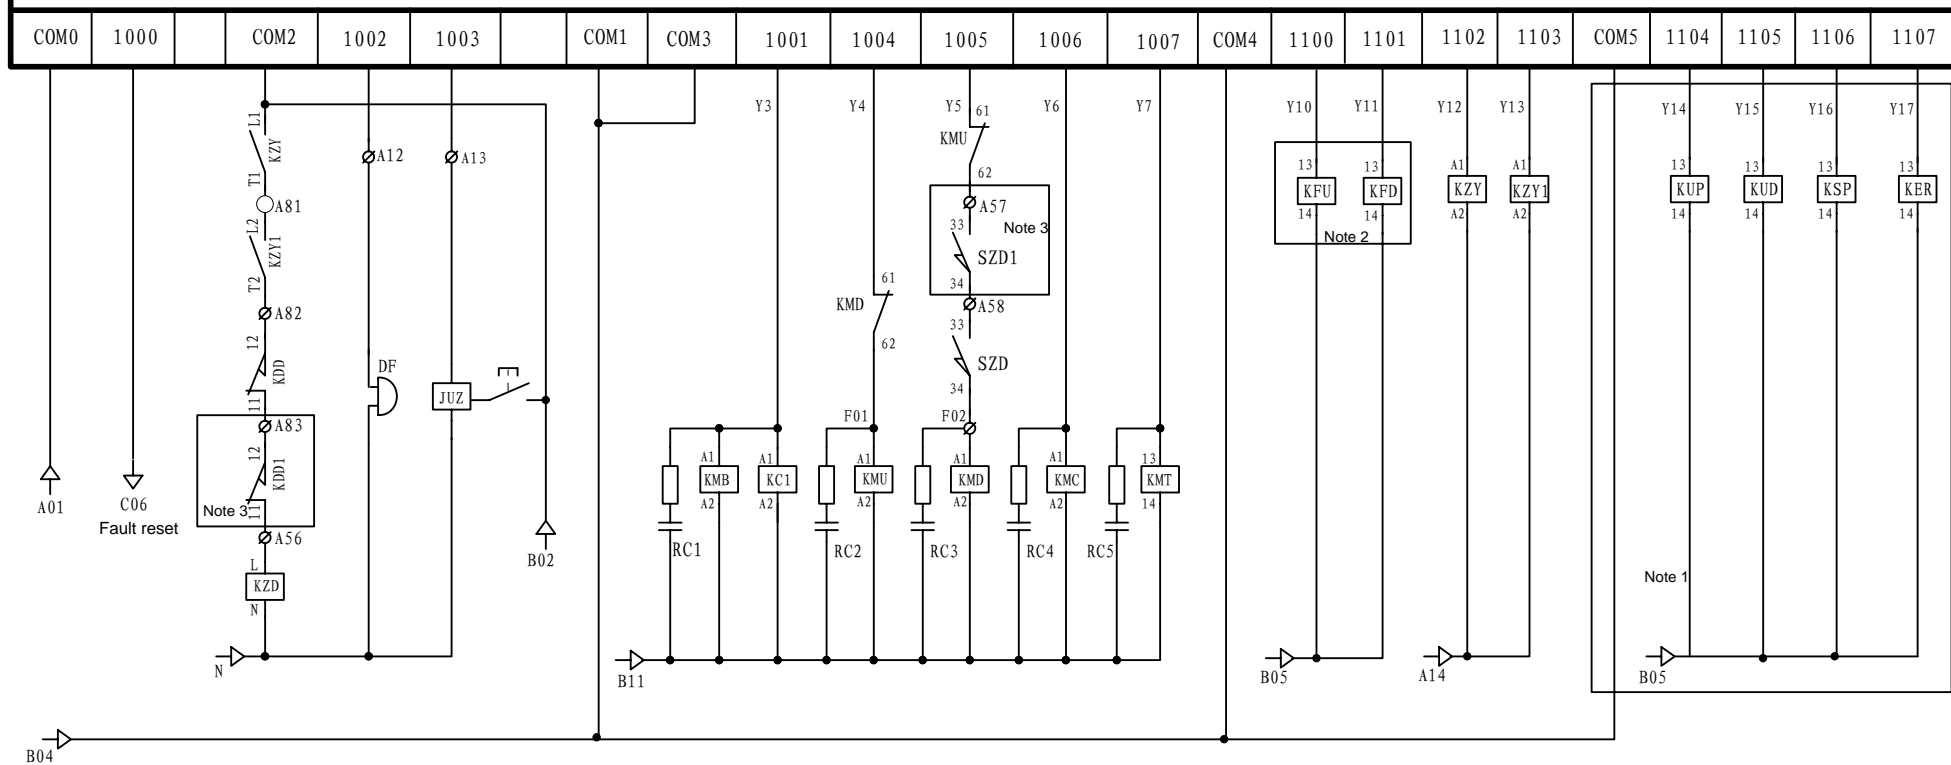 COM0 1000 COM2 1002 1003 COM1 COM3 1001 1004 1005 1006 1007 COM4 1100 1101 1102 1103 COM5 1104 1105 1106 1107
Y3 Y4 Y5 Y6 Y7 Y10 Y11 Y12 Y13 Y14 Y15 Y16 Y17
L1
KZY
T1
A81
L2
KZY1
T2
A82
12
KDD
11
A83
12
KDD1
11
Note 3
A56
L
KZD
N
N
A01
C06
Fault reset
A12
DF
A13
JUZ
B02
61
KMU
62
A57
33
Note 3
SZD1
34
A58
33
SZD
34
F02
61
KMD
62
F01
A1 A1 A1 A1 A1 13
KMB KC1 KMU KMD KMC KMT
A2 A2 A2 A2 A2 14
RC1 RC2 RC3 RC4 RC5
B11
13 13
KFU KFD
14 14
Note 2
B05
A1 A1
KZY KZY1
A2 A2
A14
13 13 13 13
KUP KUD KSP KER
14 14 14 14
Note 1
B05
B04